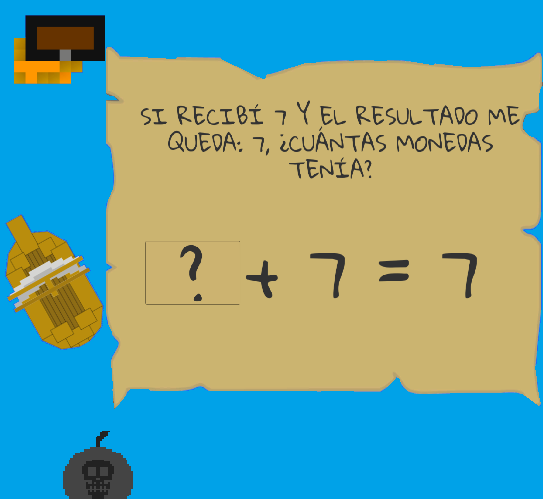 SI RECIBÍ 7 Y EL RESULTADO ME
QUEDA: 7, ¿CUÁNTAS MONEDAS
TENÍA?
? + 7 = 7